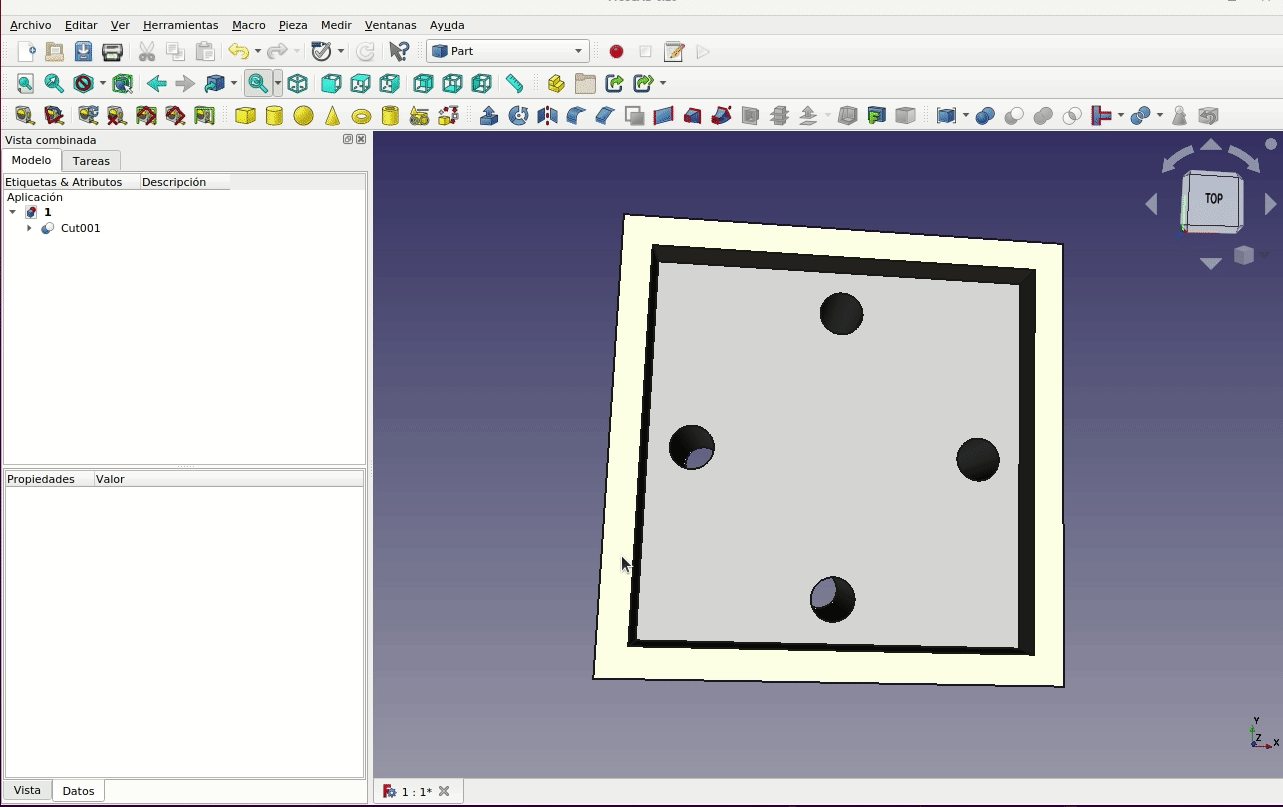 Archivo Editar Ver Herramientas Macro Pieza Medir Ventanas Ayuda
Part
Vista combinada
Modelo Tareas
Etiquetas & Atributos Descripción
Aplicación
1
Cut001
TOP
Propiedades Valor
Y
Z X
Vista Datos
1 : 1*